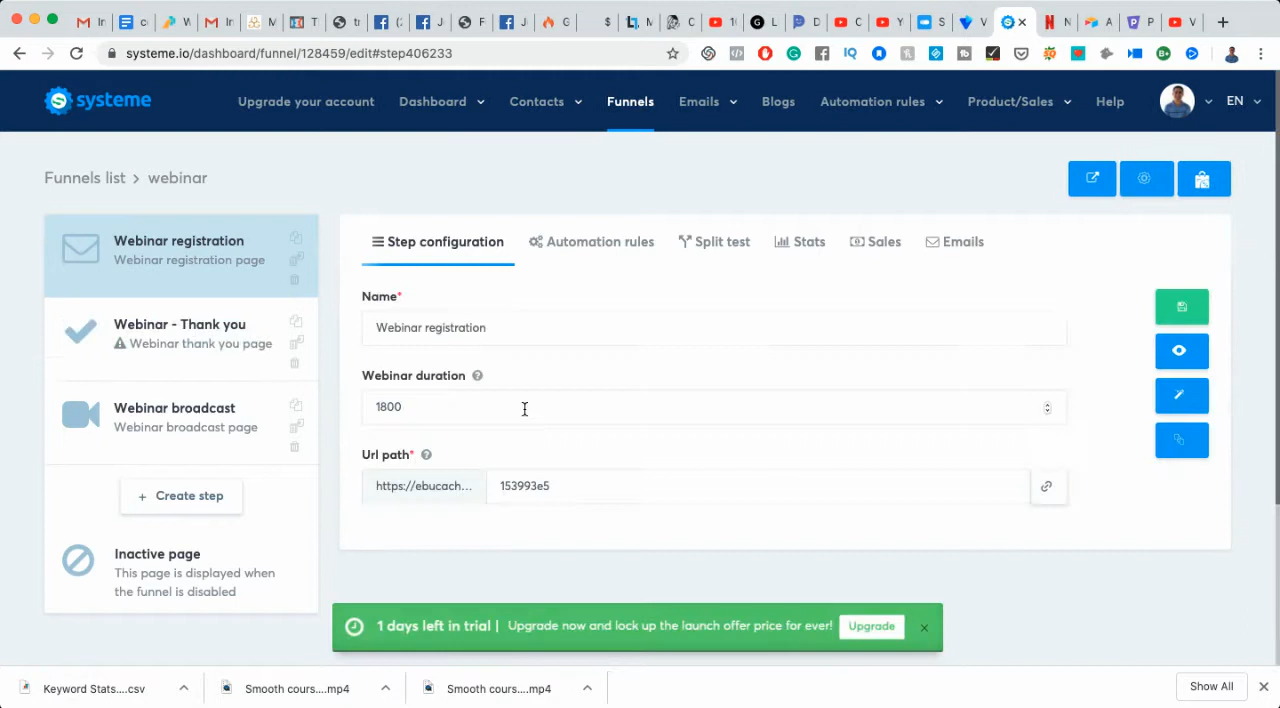 M In
c
W
M In
M
T
tr
f (2
f J
F
f J
G
$
M
C
10
G L
D
C
Y
S
V
×
N
A
P
V
+
systeme.io/dashboard/funnel/128459/edit#step406233
systeme
Upgrade your account
Dashboard
Contacts
Funnels
Emails
Blogs
Automation rules
Product/Sales
Help
EN
Funnels list > webinar
Webinar registration
Webinar registration page
Webinar - Thank you
Webinar thank you page
Webinar broadcast
Webinar broadcast page
+ Create step
Inactive page
This page is displayed when
the funnel is disabled
Step configuration
Automation rules
Split test
Stats
Sales
Emails
Name*
Webinar registration
Webinar duration ?
1800
Url path* ?
https://ebucach... 153993e5
1 days left in trial | Upgrade now and lock up the launch offer price for ever! Upgrade ×
Keyword Stats....csv
Smooth cours....mp4
Smooth cours....mp4
Show All